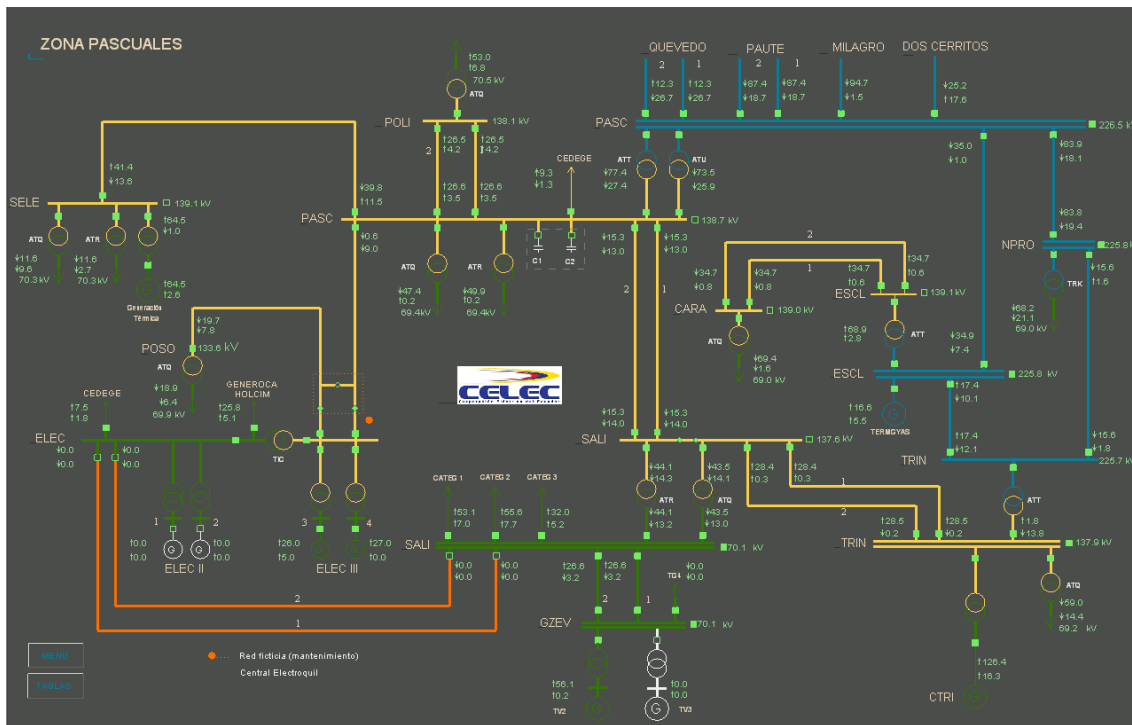 ZONA PASCUALES
QUEVEDO PAUTE MILAGRO DOS CERRITOS
2 1 2 1
↑53.0
↑6.8
70.5 kV
ATQ
↑12.3 ↑12.3 ↓87.4 ↓87.4 ↓94.7 ↓25.2
↓26.7 ↓26.7 ↓18.7 ↓18.7 ↓1.5 ↑17.6
_POLI 138.1 kV
PASC 226.5 kV
2 ↑26.5 ↑26.5
↑4.2 ↑4.2
CEDEGE
ATT ATU
↑9.3
↓1.3
↓77.4 ↓73.5
↓27.4 ↓25.9
↓35.0
↓1.0
↓83.9
↓18.1
↑41.4
↓13.6
↓39.8
↑11.5
↑26.6 ↑26.6
↑3.5 ↑3.5
SELE 139.1 kV
PASC 138.7 kV
ATQ ATR
↑64.5
↓1.0
↓11.6 ↓11.6
↓9.6 ↓2.7
70.3 kV 70.3kV
↑64.5
↑2.6
G
Generación
Térmica
↓0.6
↓9.0
ATQ ATR
C1 C2
↓47.4 ↓49.9
↑0.2 ↑0.2
69.4kV 69.4kV
↓15.3 ↓15.3
↓13.0 ↓13.0
2 1
↓83.8
↓19.4
NPRO 225.8 kV
TRK
↓68.2
↓21.1
69.0 kV
↓15.6
↑1.6
2
1
↓34.7 ↓34.7
↓0.8 ↓0.8
↑34.7 ↑34.7
↑0.6 ↑0.6
ESCL 139.1 kV
CARA 139.0 kV
ATQ
↓69.4
↓1.6
69.0 kV
↑68.9
↑2.8
ATT
↓34.9
↓7.4
ESCL 225.8 kV
↑16.6
↑5.5
G
TERMGYAS
↑17.4
↓10.1
↑17.4
↓12.1
↓15.6
↓1.8
_TRIN 225.7 kV
↓19.7
↓7.8
POSO 133.6 kV
ATQ
↓18.9
↓6.4
69.9 kV
CELEC
CEDEGE
GENEROCA
HOLCIM
↑7.5
↑1.8
↑25.8
↑5.1
_ELEC
↓0.0 ↓0.0
↓0.0 ↓0.0
TIC
1 2
G G
↑0.0 ↑0.0
↑0.0 ↑0.0
ELEC II
3 4
G G
↑26.0 ↑27.0
↑5.0 ↑0.0
ELEC III
↓15.3 ↓15.3
↓14.0 ↓14.0
SALI 137.6 kV
↓44.1 ↓43.5
↓14.3 ↓14.1
ATR ATQ
↓44.1 ↓43.5
↓13.2 ↓13.0
↑28.4 ↑28.4
↑0.3 ↑0.3
1
2
CATEG 1 CATEG 2 CATEG 3
↑53.1 ↑55.6 ↑32.0
↑7.0 ↑7.7 ↑5.2
_SALI 70.1 kV
↓0.0 ↓0.0
↓0.0 ↓0.0
↑26.6 ↑26.6
↓3.2 ↓3.2
↓0.0
↓0.0
TG4
2 1
GZEV 70.1 kV
↑28.5 ↑28.5
↓0.2 ↓0.2
ATT
↑1.8
↓13.8
TRIN 137.9 kV
ATQ
↓59.0
↓14.4
69.2 kV
↑126.4
↑16.3
CTRI G
2
1
Red ficticia (mantenimiento)
Central Electroquil
↑56.1
↑0.2
G
TV2
↑0.0
↑0.0
G
TV3
MENU
TABLAS